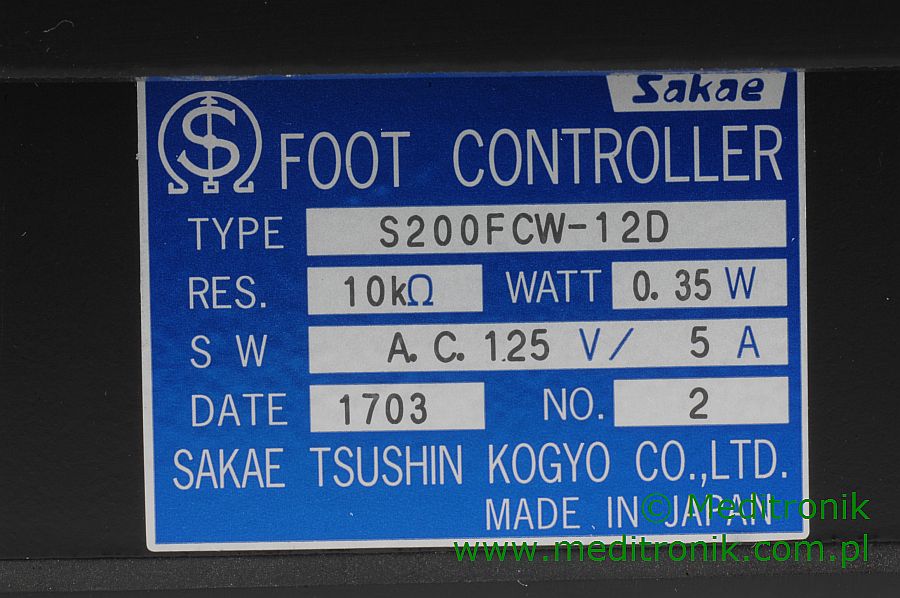 Sakae
FOOT CONTROLLER
TYPE S200FCW-12D
RES. 10kΩ WATT 0.35 W
S W A.C. 125 V/ 5 A
DATE 1703 NO. 2
SAKAE TSUSHIN KOGYO CO.,LTD.
MADE IN JAPAN
© Meditronik
www.meditronik.com.pl